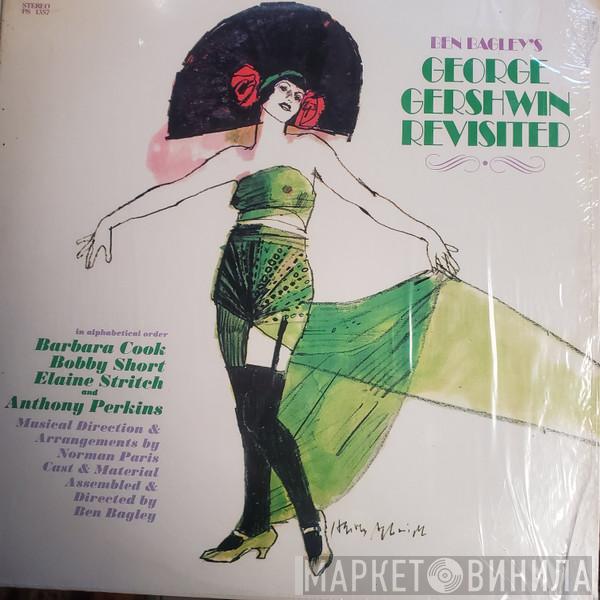 STEREO
PS 1357
BEN BAGLEY'S
GEORGE
GERSHWIN
REVISITED
in alphabetical order
Barbara Cook
Bobby Short
Elaine Stritch
and
Anthony Perkins
Musical Direction &
Arrangements by
Norman Paris
Cast & Material
Assembled &
Directed by
Ben Bagley
МАРКЕТ ВИНИЛА